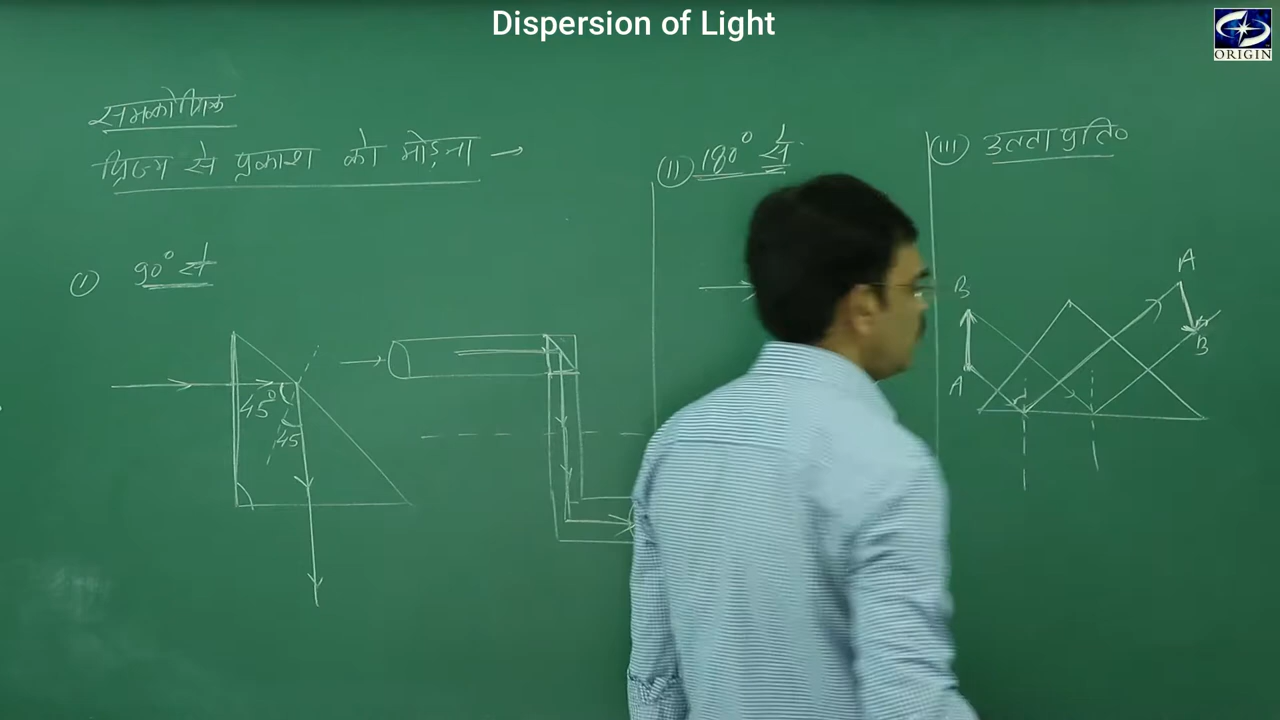 Dispersion of Light
ORIGIN
समकोणिक
प्रिज्म से प्रकाश को मोड़ना →
(I) 90° से
45°
45
(II) 180° से
(III) उल्टा प्रति०
B
A
A
B